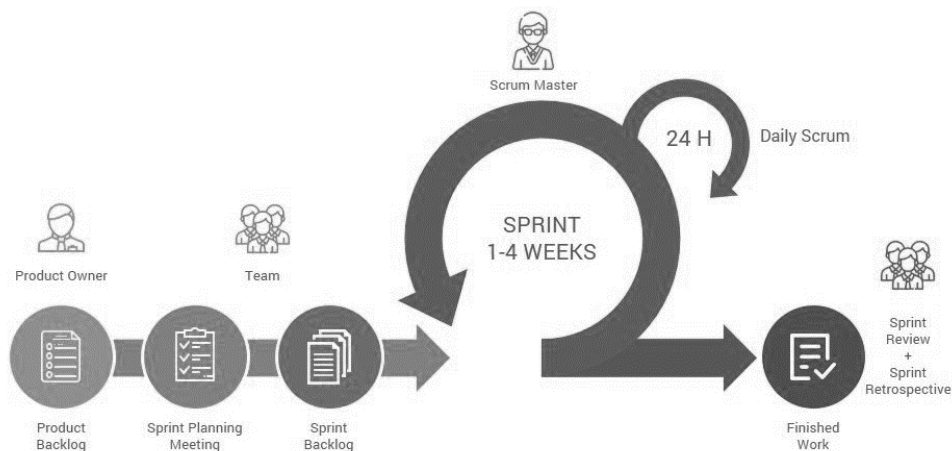 Scrum Master
24 H
Daily Scrum
SPRINT
1-4 WEEKS
Product Owner
Team
Sprint
Review
+
Sprint
Retrospective
Product
Backlog
Sprint Planning
Meeting
Sprint
Backlog
Finished
Work